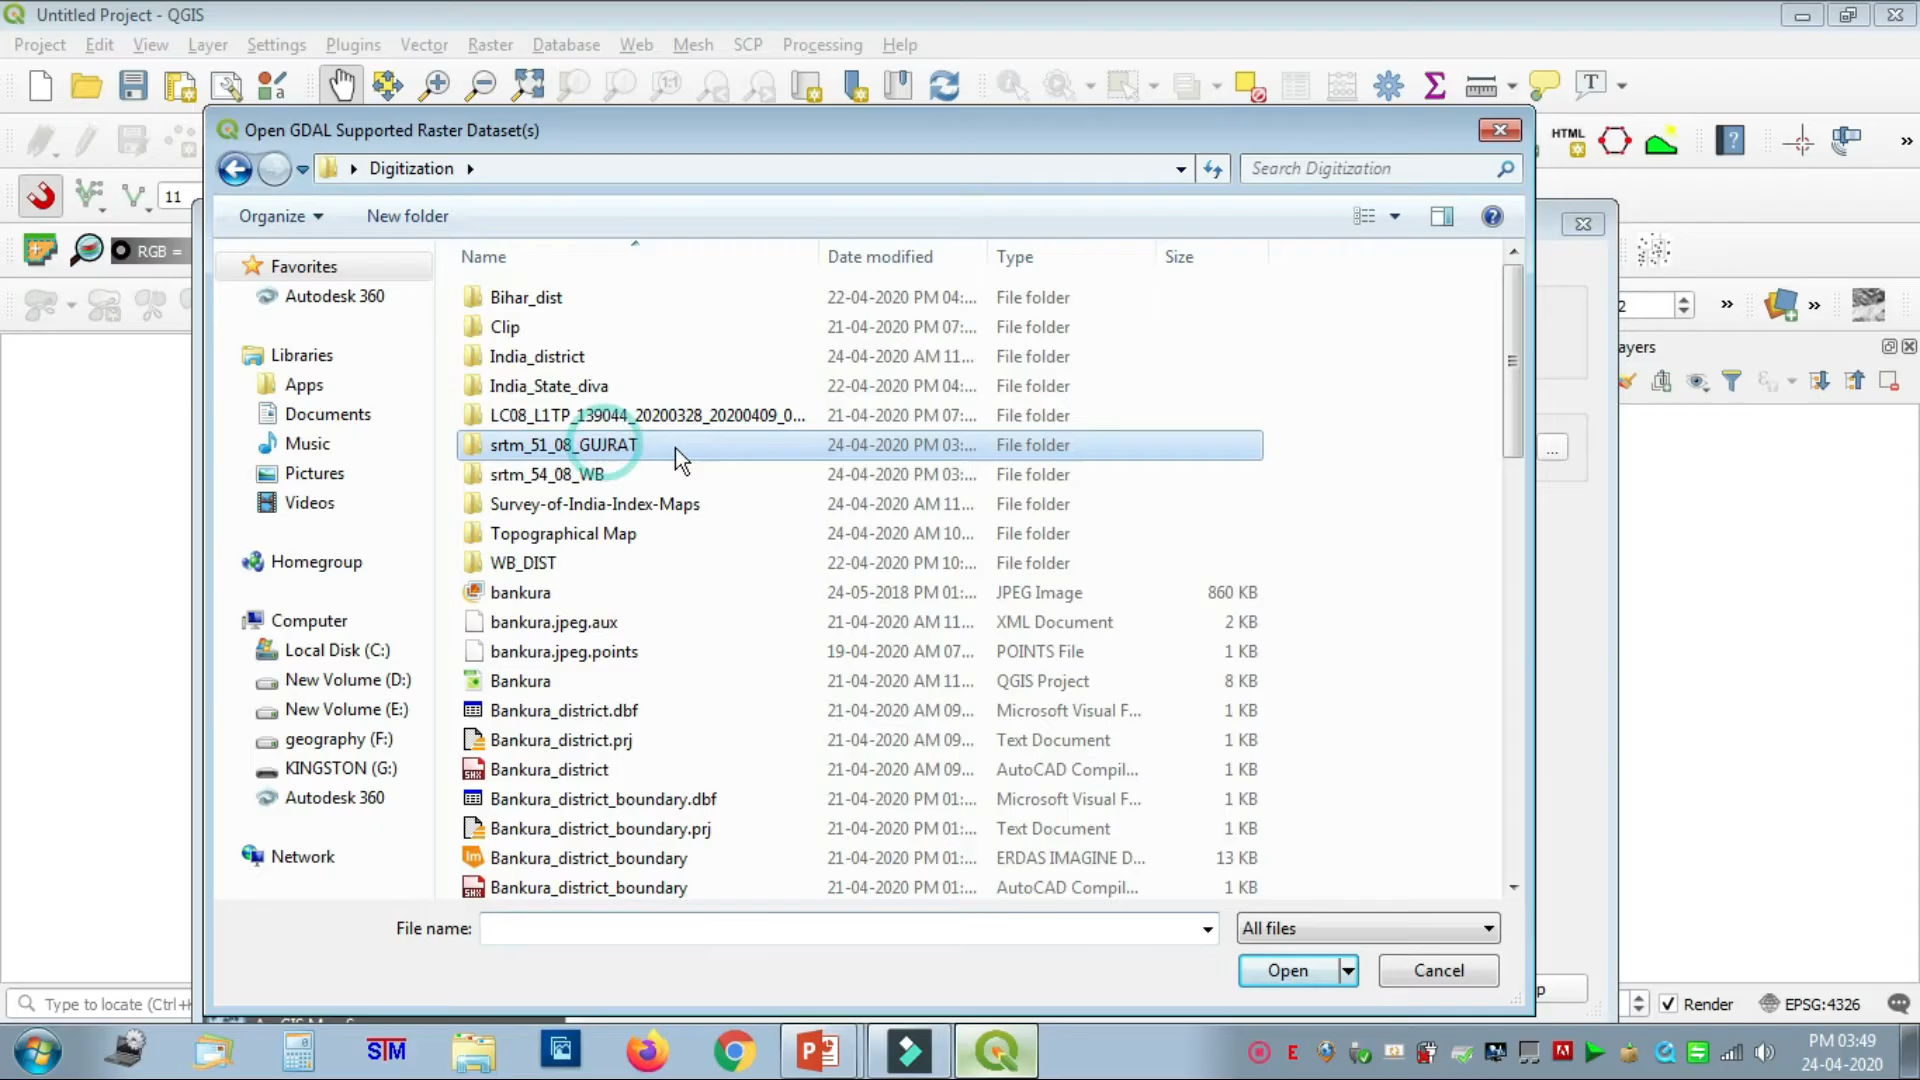 Untitled Project - QGIS
Project Edit View Layer Settings Plugins Vector Raster Database Web Mesh SCP Processing Help
Open GDAL Supported Raster Dataset(s)
HTML
Digitization
Search Digitization
11
Organize
New folder
RGB =
Name Date modified Type Size
Favorites
Autodesk 360
Libraries
Apps
Documents
Music
Pictures
Videos
Homegroup
Computer
Local Disk (C:)
New Volume (D:)
New Volume (E:)
geography (F:)
KINGSTON (G:)
Autodesk 360
Network
Bihar_dist 22-04-2020 PM 04:... File folder
Clip 21-04-2020 PM 07:... File folder
India_district 24-04-2020 AM 11... File folder
India_State_diva 22-04-2020 PM 04:... File folder
LC08_L1TP_139044_20200328_20200409_0... 21-04-2020 PM 07:... File folder
srtm_51_08_GUJRAT 24-04-2020 PM 03:... File folder
srtm_54_08_WB 24-04-2020 PM 03:... File folder
Survey-of-India-Index-Maps 24-04-2020 AM 11... File folder
Topographical Map 24-04-2020 AM 10... File folder
WB_DIST 22-04-2020 PM 10:... File folder
bankura 24-05-2018 PM 01:... JPEG Image 860 KB
bankura.jpeg.aux 21-04-2020 AM 11... XML Document 2 KB
bankura.jpeg.points 19-04-2020 AM 07... POINTS File 1 KB
Bankura 21-04-2020 AM 11... QGIS Project 8 KB
Bankura_district.dbf 21-04-2020 AM 09... Microsoft Visual F... 1 KB
Bankura_district.prj 21-04-2020 AM 09... Text Document 1 KB
Bankura_district 21-04-2020 AM 09... AutoCAD Compil... 1 KB
Bankura_district_boundary.dbf 21-04-2020 PM 01:... Microsoft Visual F... 1 KB
Bankura_district_boundary.prj 21-04-2020 PM 01:... Text Document 1 KB
Bankura_district_boundary 21-04-2020 PM 01:... ERDAS IMAGINE D... 13 KB
Bankura_district_boundary 21-04-2020 PM 01:... AutoCAD Compil... 1 KB
2
ayers
...
File name:
All files
Open
Cancel
Type to locate (Ctrl+
p
Render
EPSG:4326
STM
PM 03:49
24-04-2020